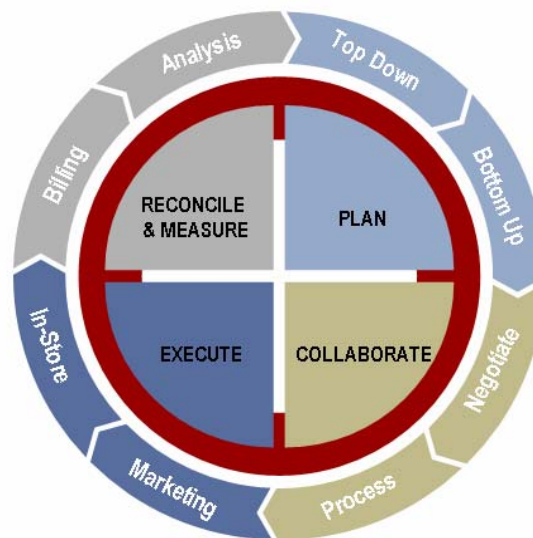 Analysis
Top Down
Billing
Bottom Up
RECONCILE
& MEASURE
PLAN
In-Store
EXECUTE
COLLABORATE
Negotiate
Marketing
Process